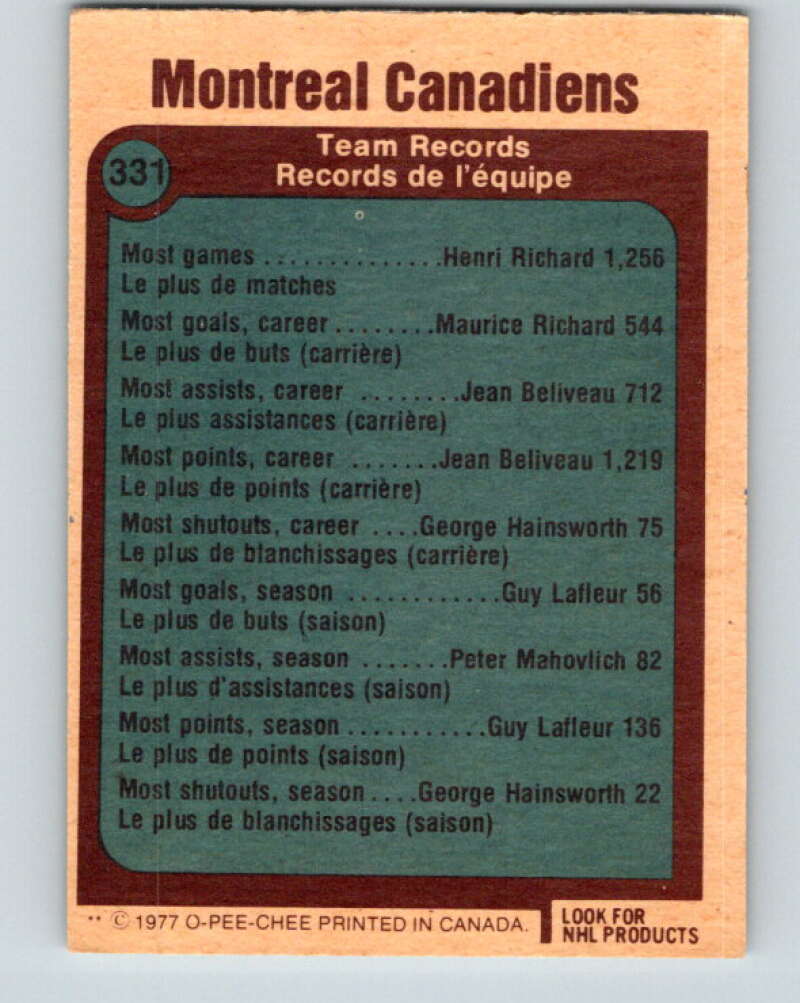 Montreal Canadiens
331
Team Records
Records de l'équipe
Most games ..............Henri Richard 1,256
Le plus de matches
Most goals, career ........Maurice Richard 544
Le plus de buts (carrière)
Most assists, career ........Jean Beliveau 712
Le plus assistances (carrière)
Most points, career .......Jean Beliveau 1,219
Le plus de points (carrière)
Most shutouts, career ....George Hainsworth 75
Le plus de blanchissages (carrière)
Most goals, season ............Guy Lafleur 56
Le plus de buts (saison)
Most assists, season .......Peter Mahovlich 82
Le plus d'assistances (saison)
Most points, season ...........Guy Lafleur 136
Le plus de points (saison)
Most shutouts, season ....George Hainsworth 22
Le plus de blanchissages (saison)
** © 1977 O-PEE-CHEE PRINTED IN CANADA.
LOOK FOR
NHL PRODUCTS